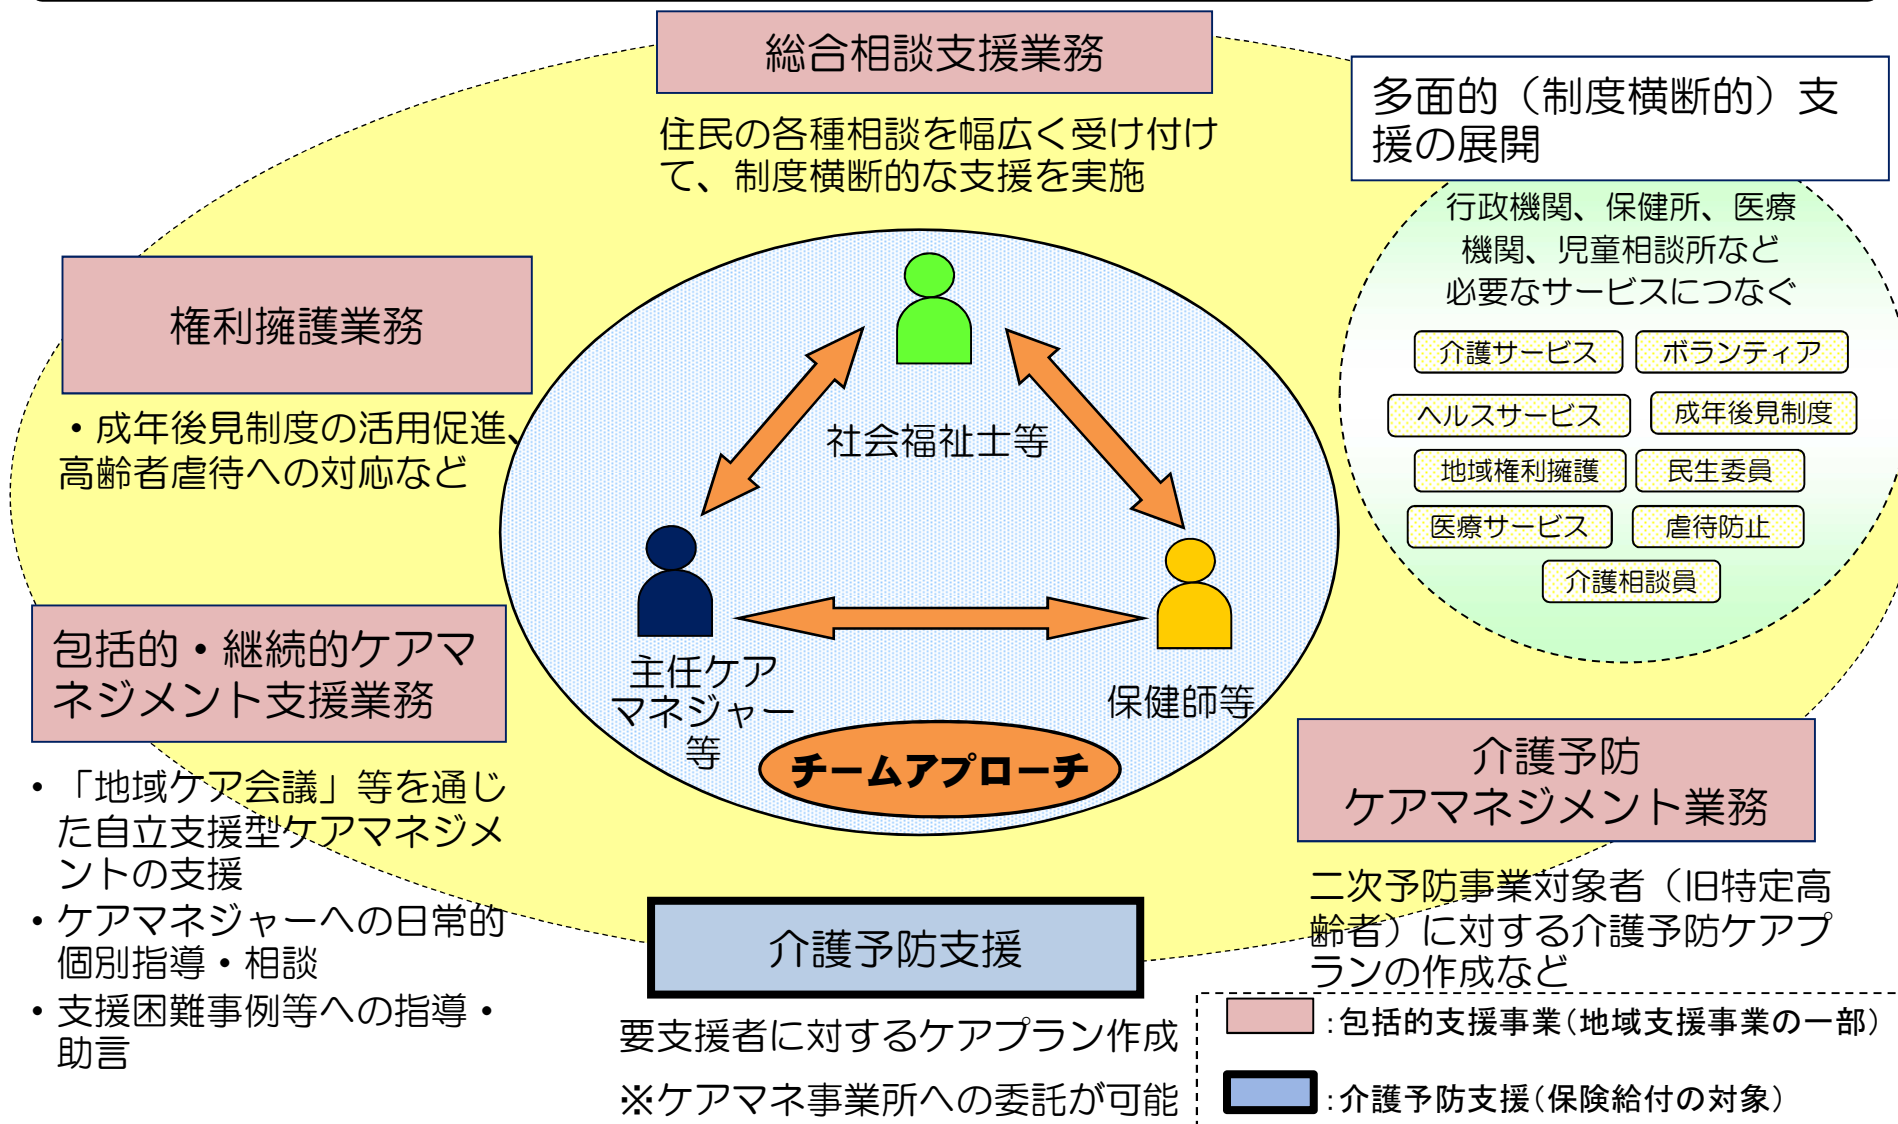 総合相談支援業務
住民の各種相談を幅広く受け付け
て、制度横断的な支援を実施
多面的（制度横断的）支
援の展開
行政機関、保健所、医療
機関、児童相談所など
必要なサービスにつなぐ
介護サービス
ボランティア
ヘルスサービス
成年後見制度
地域権利擁護
民生委員
医療サービス
虐待防止
介護相談員
権利擁護業務
・成年後見制度の活用促進、
高齢者虐待への対応など
社会福祉士等
主任ケア
マネジャー
等
保健師等
チームアプローチ
包括的・継続的ケアマ
ネジメント支援業務
・「地域ケア会議」等を通じ
た自立支援型ケアマネジメ
ントの支援
・ケアマネジャーへの日常的
個別指導・相談
・支援困難事例等への指導・
助言
介護予防
ケアマネジメント業務
二次予防事業対象者（旧特定高
齢者）に対する介護予防ケアプ
ランの作成など
介護予防支援
要支援者に対するケアプラン作成
※ケアマネ事業所への委託が可能
：包括的支援事業（地域支援事業の一部）
：介護予防支援（保険給付の対象）